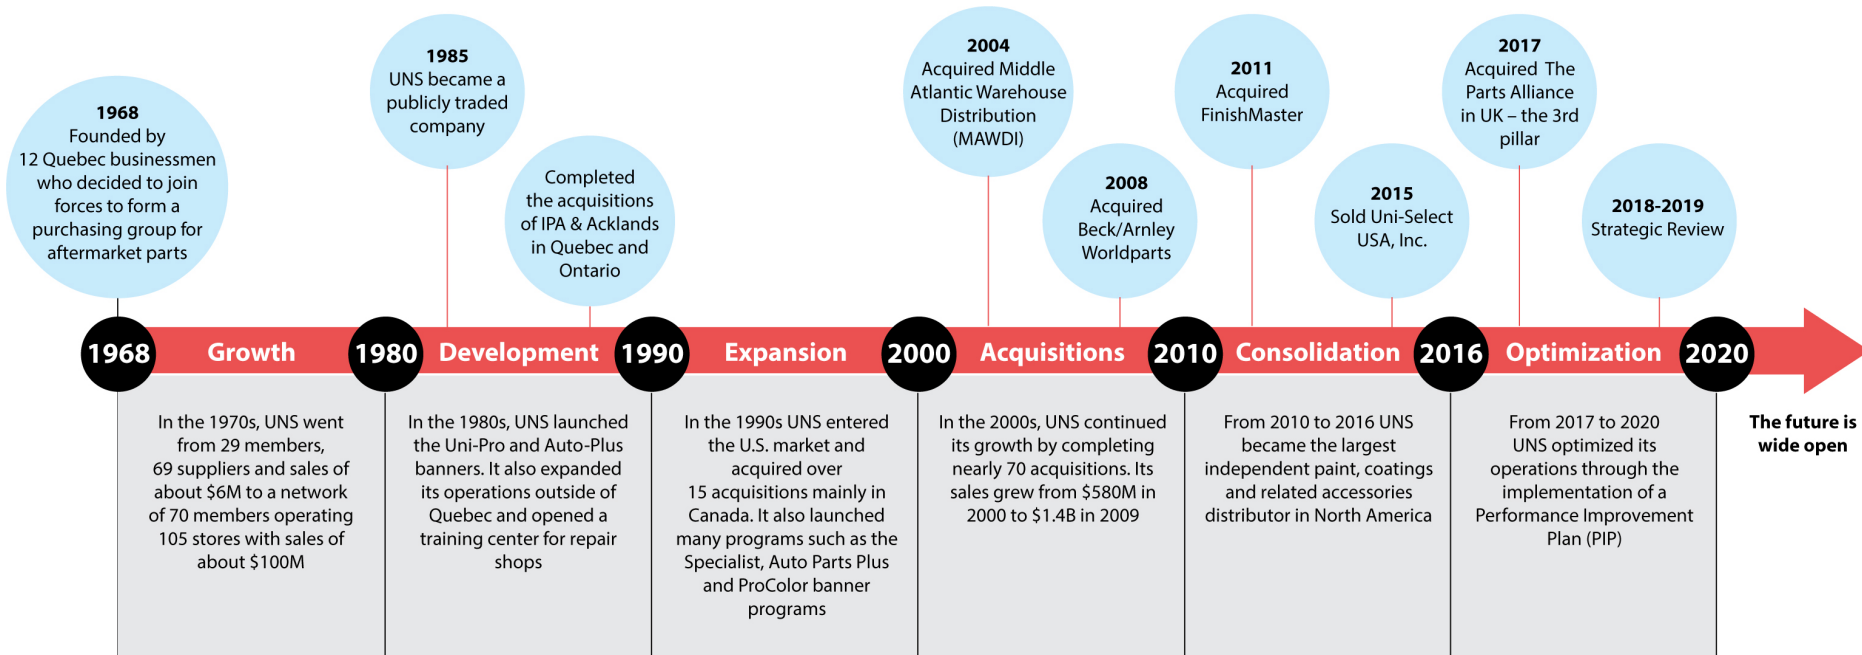 1968
Founded by
12 Quebec businessmen
who decided to join
forces to form a
purchasing group for
aftermarket parts
1985
UNS became a
publicly traded
company
Completed
the acquisitions
of IPA & Acklands
in Quebec and
Ontario
2004
Acquired Middle
Atlantic Warehouse
Distribution
(MAWDI)
2008
Acquired
Beck/Arnley
Worldparts
2011
Acquired
FinishMaster
2015
Sold Uni-Select
USA, Inc.
2017
Acquired The
Parts Alliance
in UK – the 3rd
pillar
2018-2019
Strategic Review
1968 Growth 1980 Development 1990 Expansion 2000 Acquisitions 2010 Consolidation 2016 Optimization 2020
In the 1970s, UNS went
from 29 members,
69 suppliers and sales of
about $6M to a network
of 70 members operating
105 stores with sales of
about $100M
In the 1980s, UNS launched
the Uni-Pro and Auto-Plus
banners. It also expanded
its operations outside of
Quebec and opened a
training center for repair
shops
In the 1990s UNS entered
the U.S. market and
acquired over
15 acquisitions mainly in
Canada. It also launched
many programs such as the
Specialist, Auto Parts Plus
and ProColor banner
programs
In the 2000s, UNS continued
its growth by completing
nearly 70 acquisitions. Its
sales grew from $580M in
2000 to $1.4B in 2009
From 2010 to 2016 UNS
became the largest
independent paint, coatings
and related accessories
distributor in North America
From 2017 to 2020
UNS optimized its
operations through the
implementation of a
Performance Improvement
Plan (PIP)
The future is
wide open